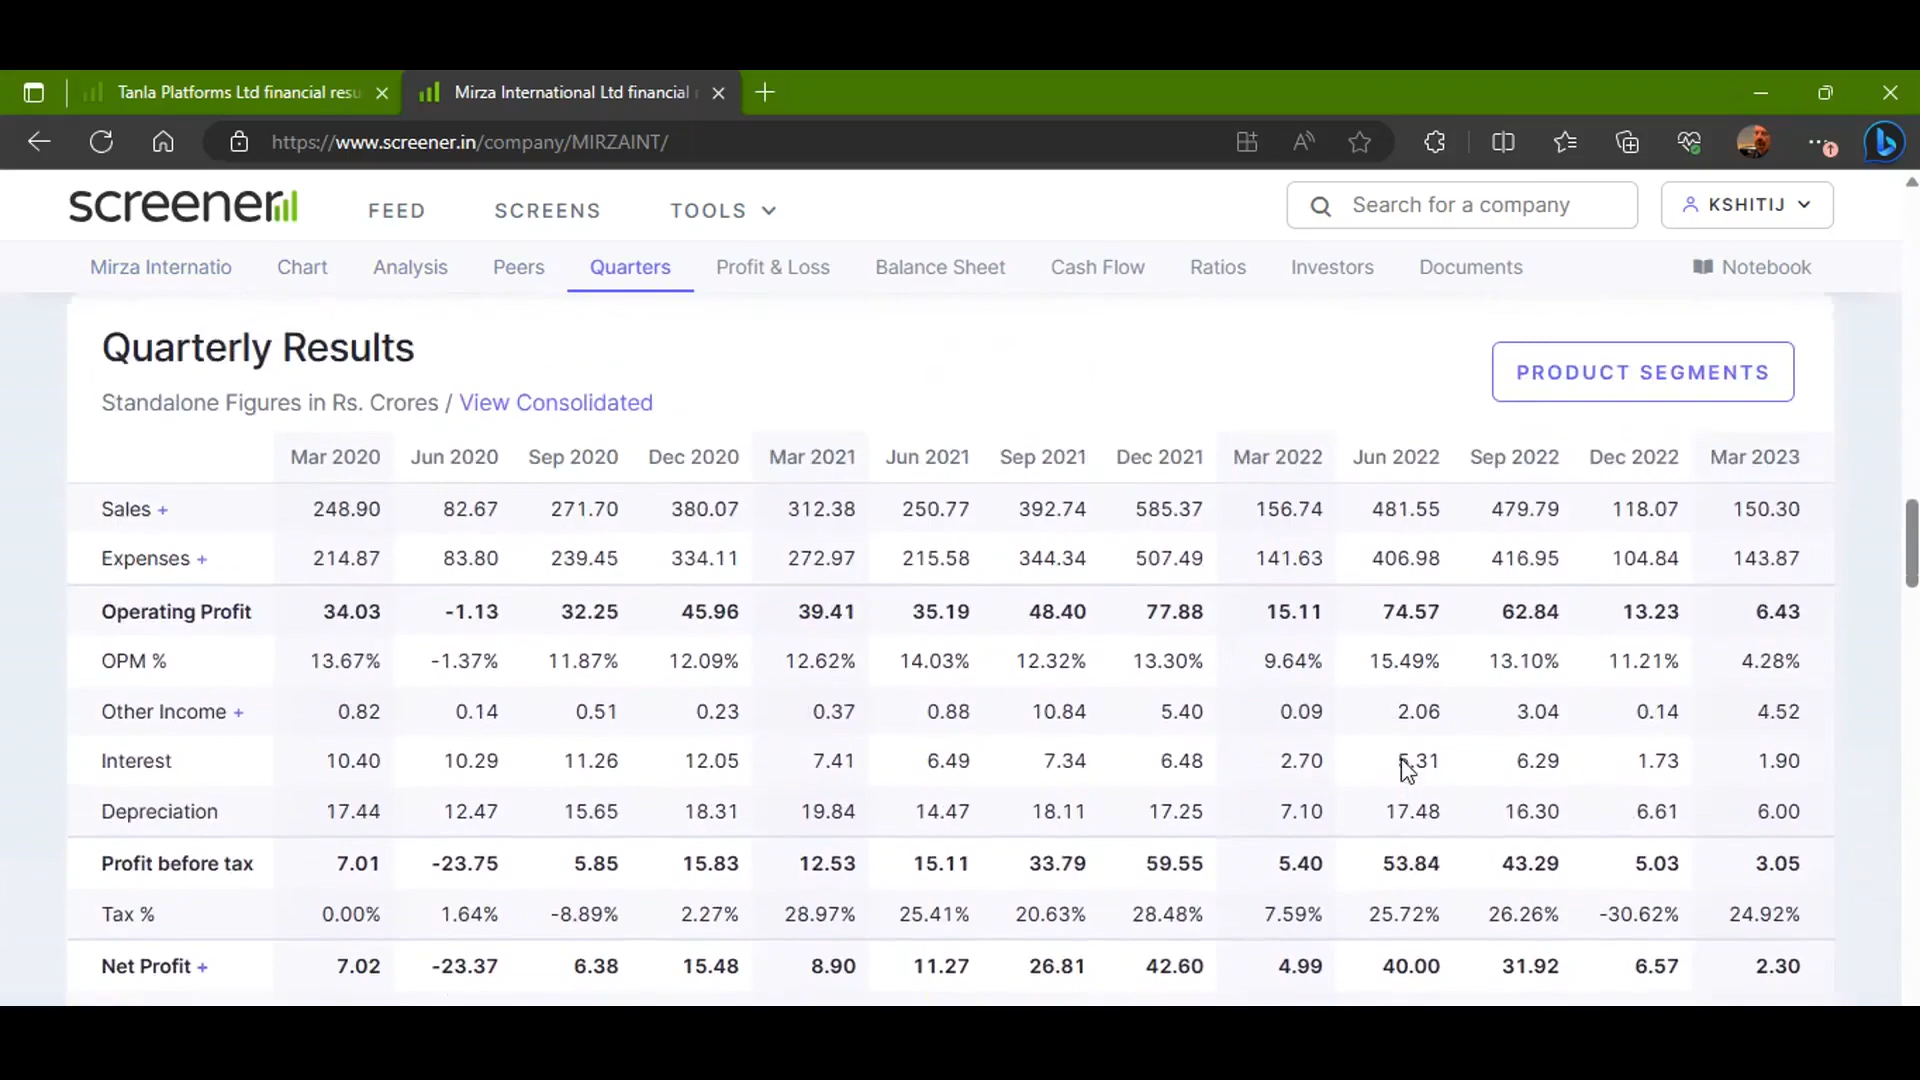 Tanla Platforms Ltd financial resu
Mirza International Ltd financial
https://www.screener.in/company/MIRZAINT/
screener
FEED
SCREENS
TOOLS
Search for a company
KSHITIJ
Mirza Internatio
Chart
Analysis
Peers
Quarters
Profit & Loss
Balance Sheet
Cash Flow
Ratios
Investors
Documents
Notebook
Quarterly Results
PRODUCT SEGMENTS
Standalone Figures in Rs. Crores / View Consolidated
Mar 2020 Jun 2020 Sep 2020 Dec 2020 Mar 2021 Jun 2021 Sep 2021 Dec 2021 Mar 2022 Jun 2022 Sep 2022 Dec 2022 Mar 2023
Sales + 248.90 82.67 271.70 380.07 312.38 250.77 392.74 585.37 156.74 481.55 479.79 118.07 150.30
Expenses + 214.87 83.80 239.45 334.11 272.97 215.58 344.34 507.49 141.63 406.98 416.95 104.84 143.87
Operating Profit 34.03 -1.13 32.25 45.96 39.41 35.19 48.40 77.88 15.11 74.57 62.84 13.23 6.43
OPM % 13.67% -1.37% 11.87% 12.09% 12.62% 14.03% 12.32% 13.30% 9.64% 15.49% 13.10% 11.21% 4.28%
Other Income + 0.82 0.14 0.51 0.23 0.37 0.88 10.84 5.40 0.09 2.06 3.04 0.14 4.52
Interest 10.40 10.29 11.26 12.05 7.41 6.49 7.34 6.48 2.70 5.31 6.29 1.73 1.90
Depreciation 17.44 12.47 15.65 18.31 19.84 14.47 18.11 17.25 7.10 17.48 16.30 6.61 6.00
Profit before tax 7.01 -23.75 5.85 15.83 12.53 15.11 33.79 59.55 5.40 53.84 43.29 5.03 3.05
Tax % 0.00% 1.64% -8.89% 2.27% 28.97% 25.41% 20.63% 28.48% 7.59% 25.72% 26.26% -30.62% 24.92%
Net Profit + 7.02 -23.37 6.38 15.48 8.90 11.27 26.81 42.60 4.99 40.00 31.92 6.57 2.30